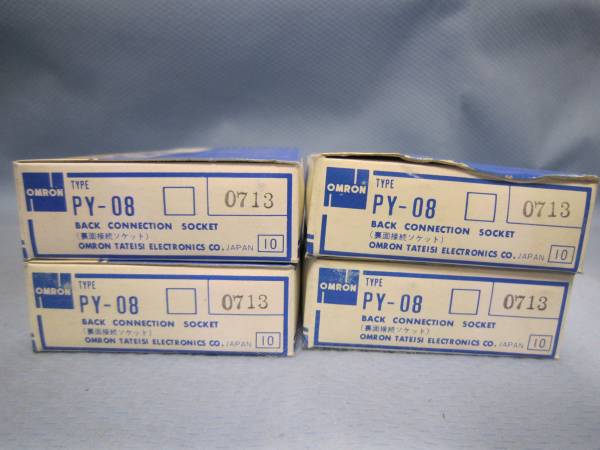 OMRON
TYPE
PY-08
0713
BACK CONNECTION SOCKET
(裏面接続ソケット)
OMRON TATEISI ELECTRONICS CO. JAPAN 10
OMRON
TYPE
PY-08
0713
BACK CONNECTION SOCKET
(裏面接続ソケット)
OMRON TATEISI ELECTRONICS CO. JAPAN 10
OMRON
TYPE
PY-08
0713
BACK CONNECTION SOCKET
(裏面接続ソケット)
OMRON TATEISI ELECTRONICS CO. JAPAN 10
OMRON
TYPE
PY-08
0713
BACK CONNECTION SOCKET
(裏面接続ソケット)
OMRON TATEISI ELECTRONICS CO. JAPAN 10